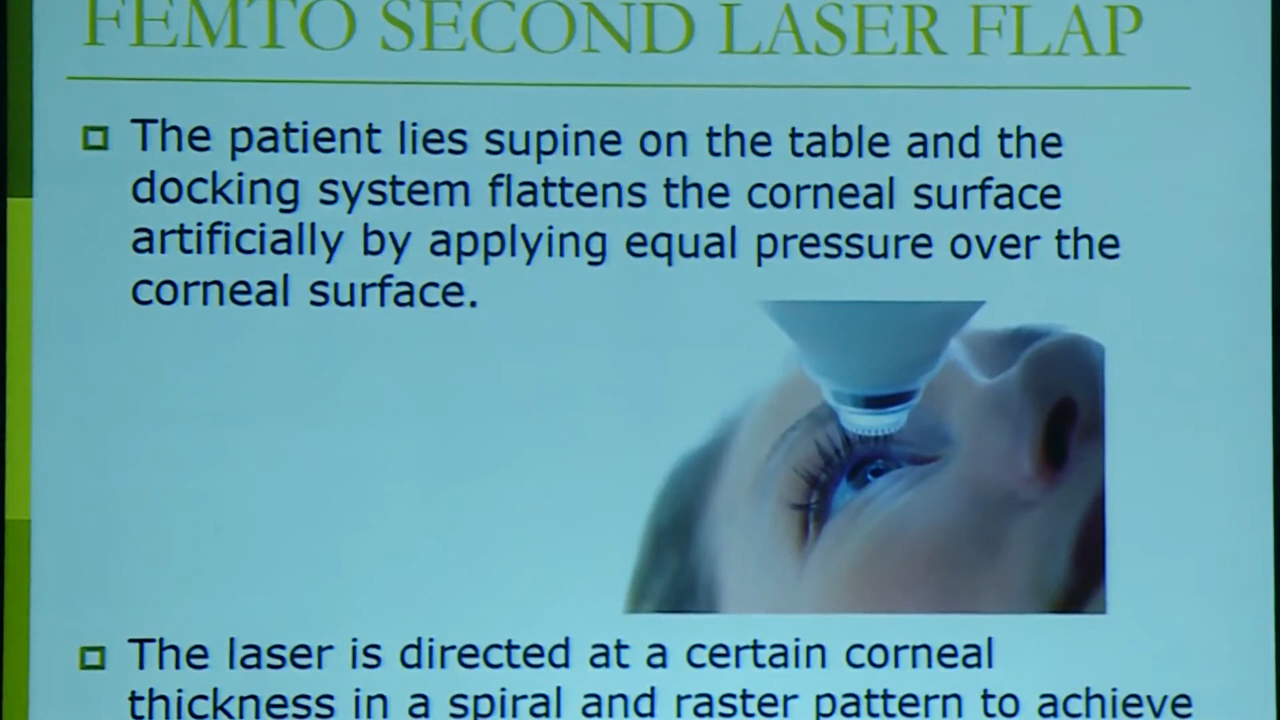 FEMTO SECOND LASER FLAP
The patient lies supine on the table and the
docking system flattens the corneal surface
artificially by applying equal pressure over the
corneal surface.
The laser is directed at a certain corneal
thickness in a spiral and raster pattern to achieve